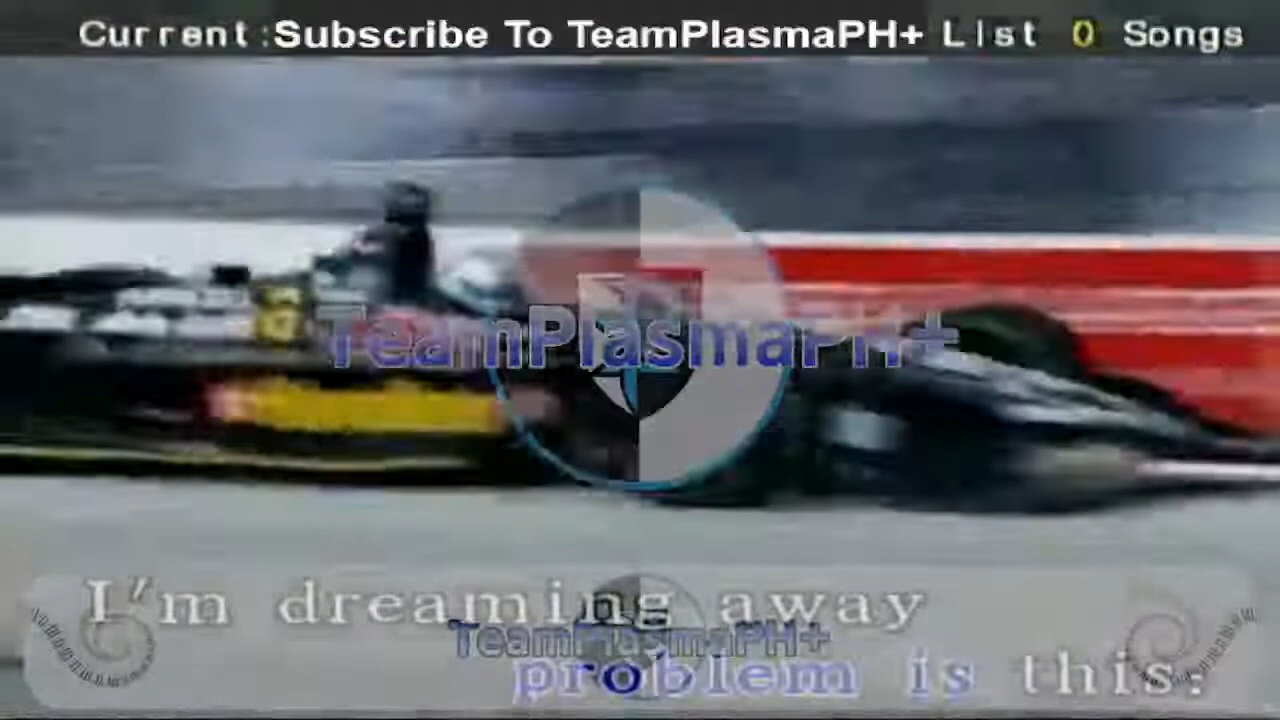 Current:Subscribe To TeamPlasmaPH+ List 0 Songs
TeamPlasmaPH+
I'm dreaming away
TeamPlasmaPH+
problem is this: